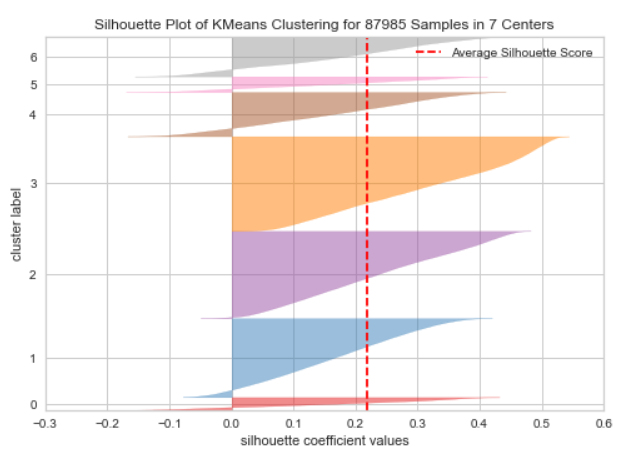 Silhouette Plot of KMeans Clustering for 87985 Samples in 7 Centers
Average Silhouette Score
6
5
4
3
2
1
0
cluster label
−0.3 −0.2 −0.1 0.0 0.1 0.2 0.3 0.4 0.5 0.6
silhouette coefficient values